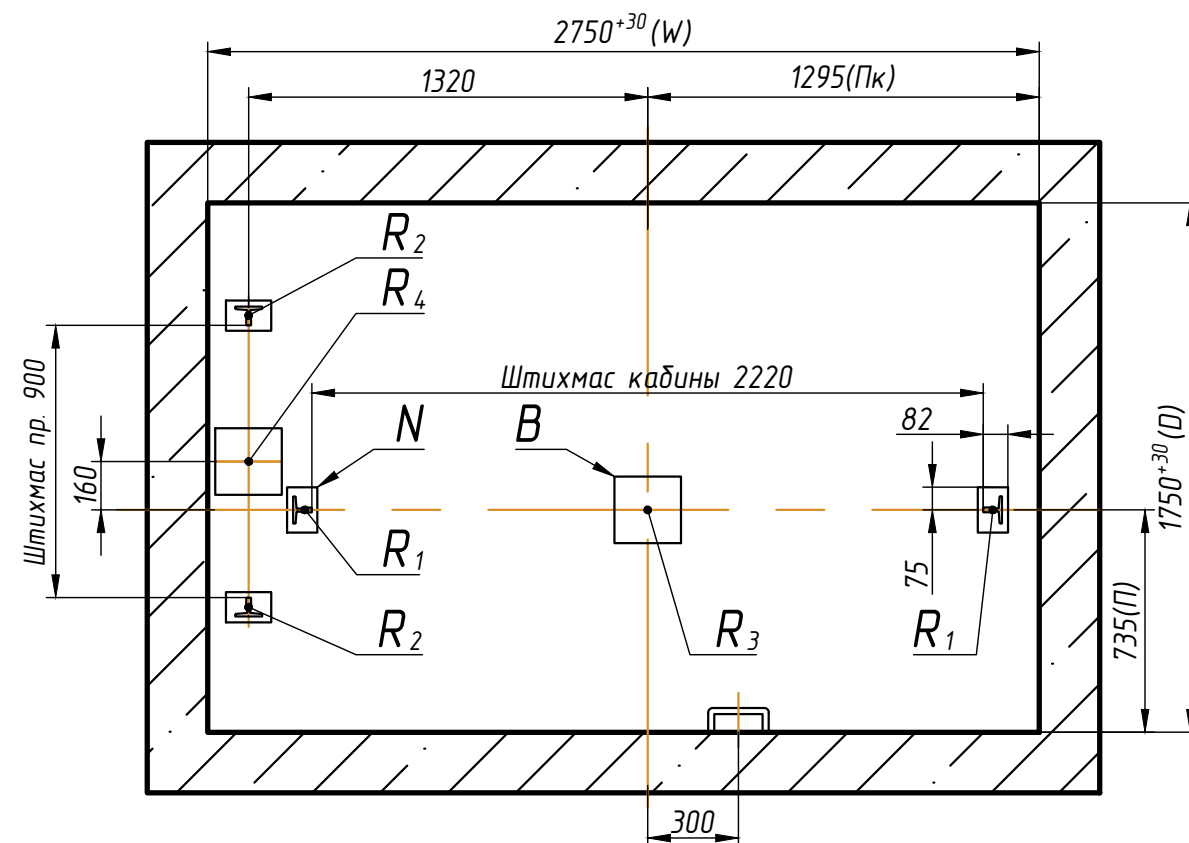 2750+30 (W)
1320
1295(Пк)
R2
R4
Штихмас кабины 2220
N
B
82
Штихмас пр. 900
160
1750+30 (D)
R1
75
R2
R3
R1
735(П)
300